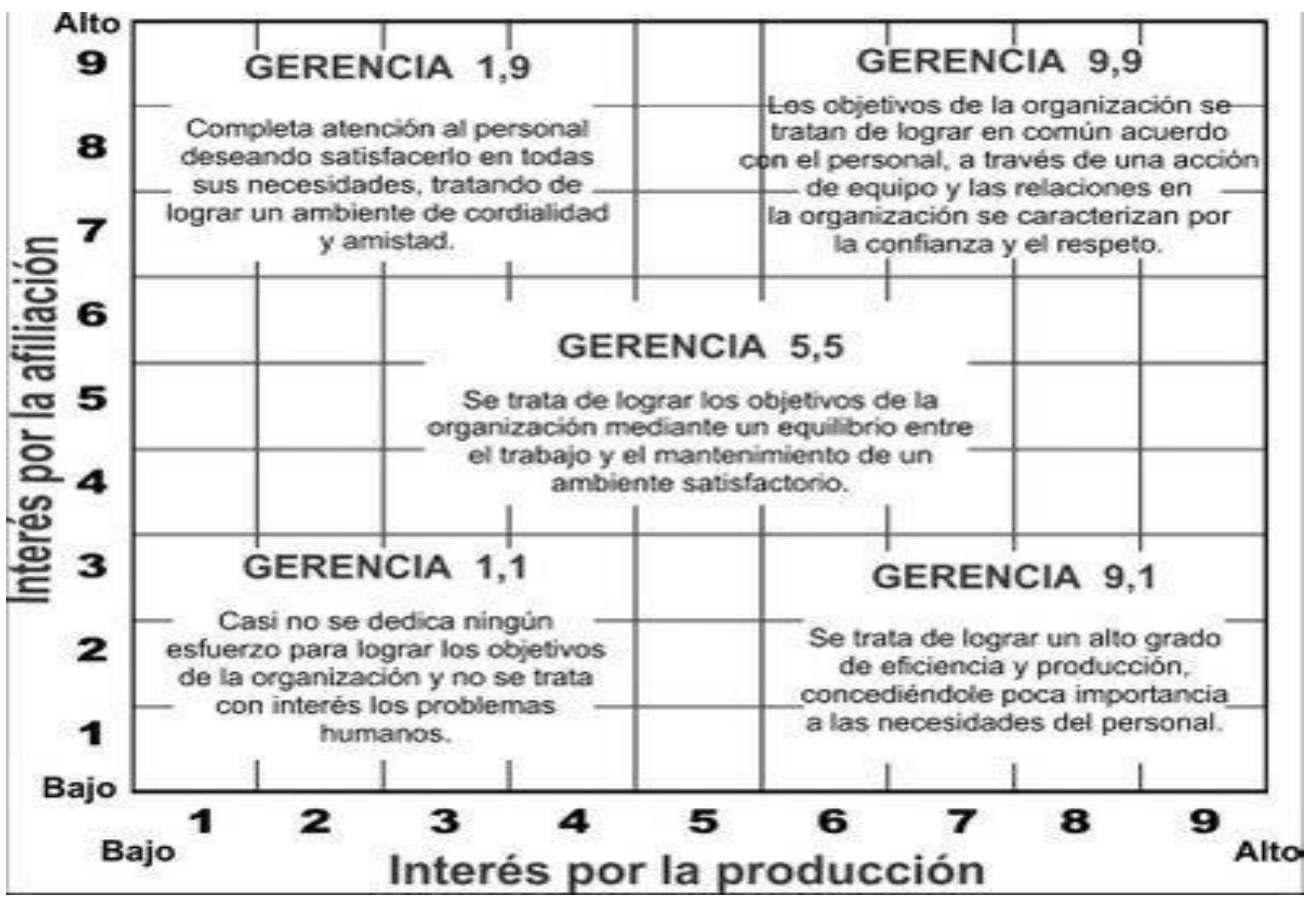 Alto
9
GERENCIA 1,9
Completa atención al personal
deseando satisfacerlo en todas
sus necesidades, tratando de
lograr un ambiente de cordialidad
y amistad.
GERENCIA 9,9
Los objetivos de la organización se
tratan de lograr en común acuerdo
con el personal, a través de una acción
de equipo y las relaciones en
la organización se caracterizan por
la confianza y el respeto.
8
7
Interés por la afiliación
6
GERENCIA 5,5
Se trata de lograr los objetivos de la
organización mediante un equilibrio entre
el trabajo y el mantenimiento de un
ambiente satisfactorio.
5
4
3
GERENCIA 1,1
Casi no se dedica ningún
esfuerzo para lograr los objetivos
de la organización y no se trata
con interés los problemas
humanos.
GERENCIA 9,1
Se trata de lograr un alto grado
de eficiencia y producción,
concediéndole poca importancia
a las necesidades del personal.
2
1
Bajo
1 2 3 4 5 6 7 8 9
Bajo
Alto
Interés por la producción